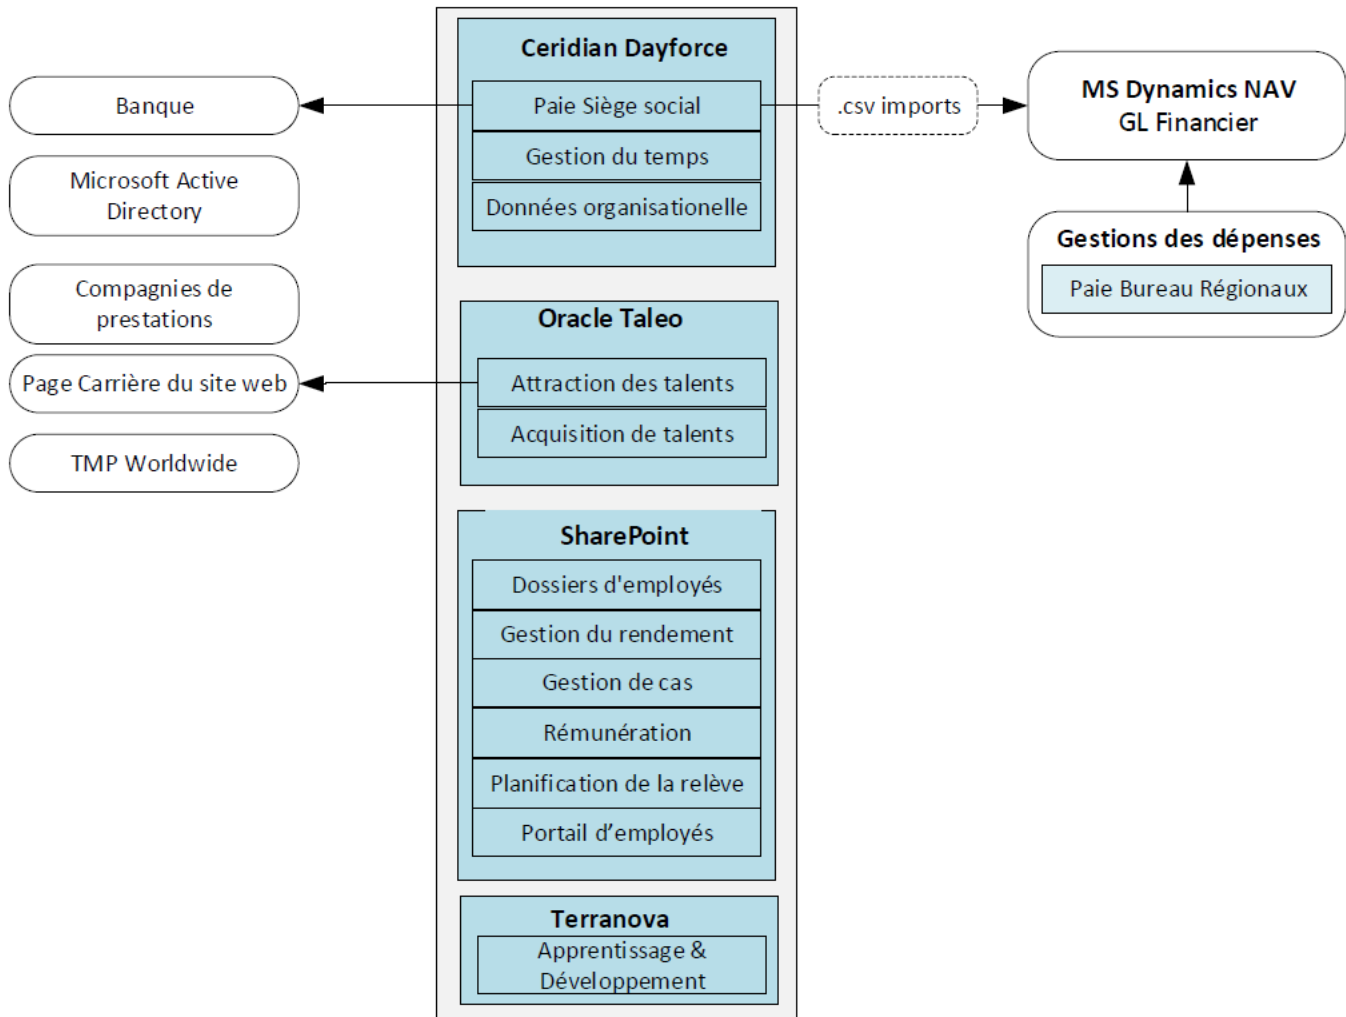 Banque
Microsoft Active
Directory
Compagnies de
prestations
Page Carrière du site web
TMP Worldwide
Ceridian Dayforce
Paie Siège social
Gestion du temps
Données organisationelle
Oracle Taleo
Attraction des talents
Acquisition de talents
SharePoint
Dossiers d'employés
Gestion du rendement
Gestion de cas
Rémunération
Planification de la relève
Portail d’employés
Terranova
Apprentissage &
Développement
.csv imports
MS Dynamics NAV
GL Financier
Gestions des dépenses
Paie Bureau Régionaux